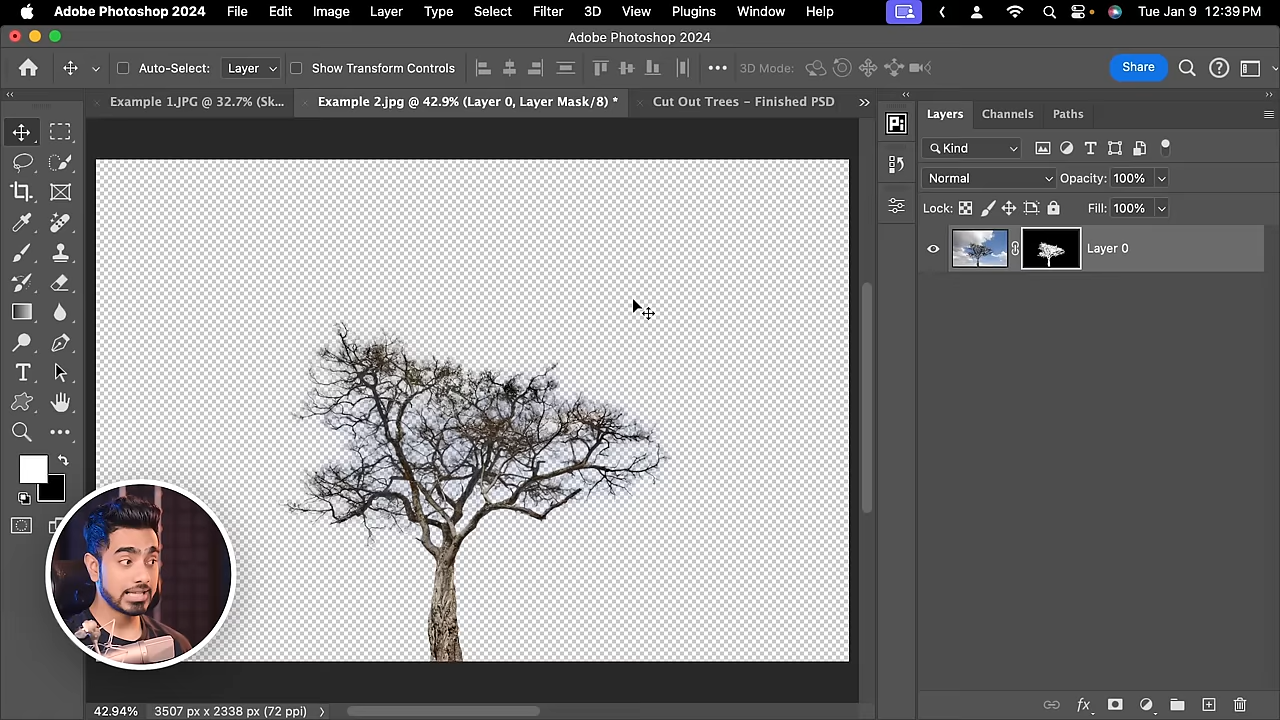 Adobe Photoshop 2024 File Edit Image Layer Type Select Filter 3D View Plugins Window Help Tue Jan 9 12:39 PM
Adobe Photoshop 2024
Auto-Select: Layer Show Transform Controls 3D Mode: Share
Example 1.JPG @ 32.7% (Sk... Example 2.jpg @ 42.9% (Layer 0, Layer Mask/8) * Cut Out Trees - Finished PSD
Layers Channels Paths
Kind
Normal Opacity: 100%
Lock: Fill: 100%
Layer 0
42.94% 3507 px x 2338 px (72 ppi)